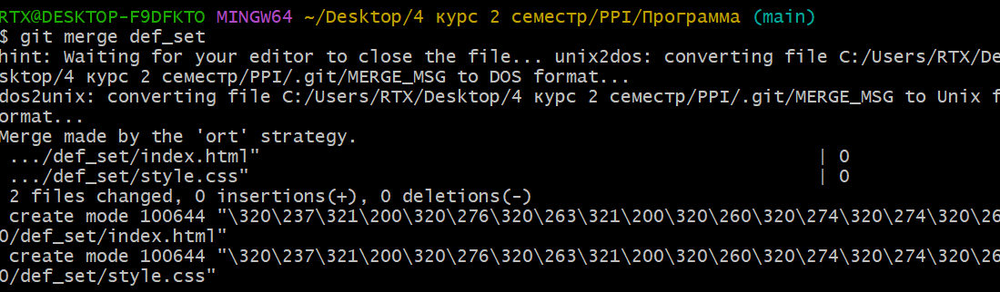 RTX@DESKTOP-F9DFKTO MINGW64 ~/Desktop/4 курс 2 семестр/PPI/Программа (main)
$ git merge def_set
hint: Waiting for your editor to close the file... unix2dos: converting file C:/Users/RTX/De
sktop/4 курс 2 семестр/PPI/.git/MERGE_MSG to DOS format...
dos2unix: converting file C:/Users/RTX/Desktop/4 курс 2 семестр/PPI/.git/MERGE_MSG to Unix f
ormat...
Merge made by the 'ort' strategy.
.../def_set/index.html" | 0
.../def_set/style.css" | 0
2 files changed, 0 insertions(+), 0 deletions(-)
create mode 100644 "\320\237\321\200\320\276\320\263\321\200\320\260\320\274\320\274\320\26
0/def_set/index.html"
create mode 100644 "\320\237\321\200\320\276\320\263\321\200\320\260\320\274\320\274\320\26
0/def_set/style.css"